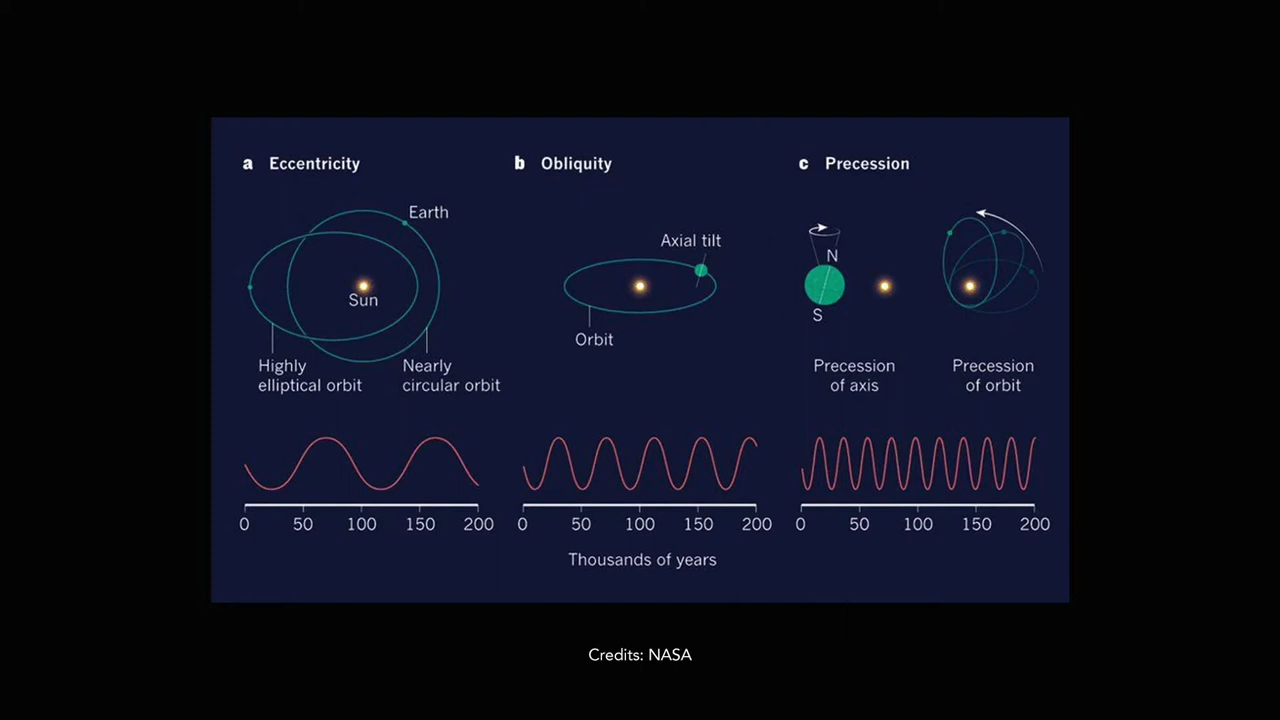 a Eccentricity
Earth
Sun
Highly
elliptical orbit
Nearly
circular orbit
0 50 100 150 200
b Obliquity
Axial tilt
Orbit
0 50 100 150 200
Thousands of years
c Precession
N
S
Precession
of axis
Precession
of orbit
0 50 100 150 200
Credits: NASA